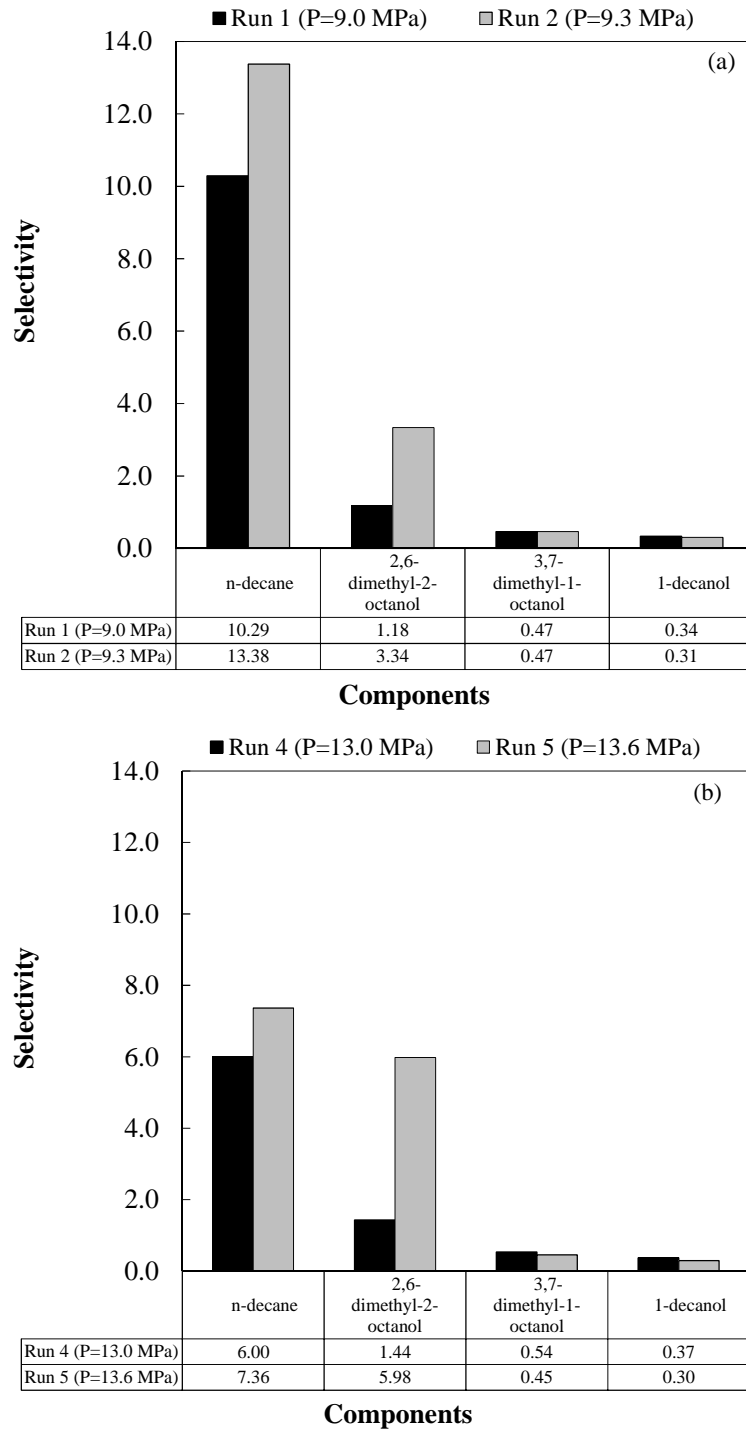 Run 1 (P=9.0 MPa) Run 2 (P=9.3 MPa)
(a)
14.0
12.0
10.0
8.0
6.0
4.0
2.0
0.0
Selectivity
n-decane 2,6-dimethyl-2-octanol 3,7-dimethyl-1-octanol 1-decanol
Run 1 (P=9.0 MPa) 10.29 1.18 0.47 0.34
Run 2 (P=9.3 MPa) 13.38 3.34 0.47 0.31
Components
Run 4 (P=13.0 MPa) Run 5 (P=13.6 MPa)
(b)
14.0
12.0
10.0
8.0
6.0
4.0
2.0
0.0
Selectivity
n-decane 2,6-dimethyl-2-octanol 3,7-dimethyl-1-octanol 1-decanol
Run 4 (P=13.0 MPa) 6.00 1.44 0.54 0.37
Run 5 (P=13.6 MPa) 7.36 5.98 0.45 0.30
Components